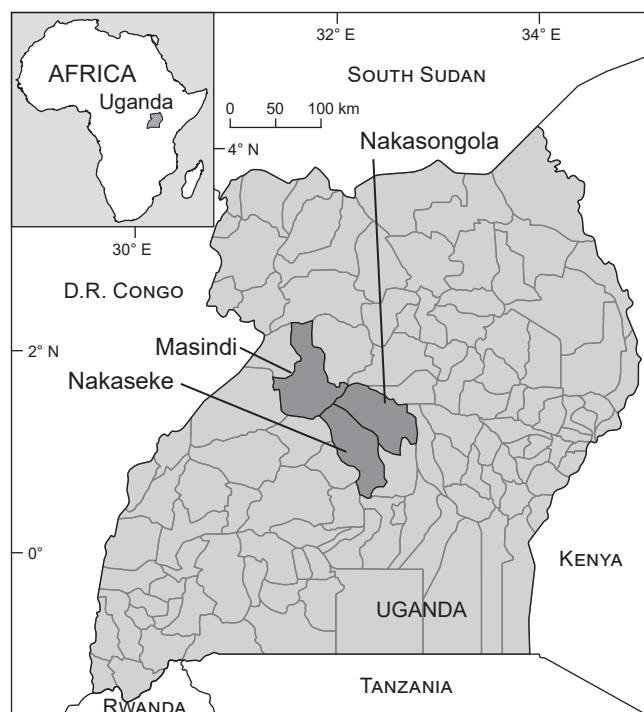 32° E
34° E
AFRICA
Uganda
SOUTH SUDAN
0 50 100 km
Nakasongola
4° N
30° E
D.R. CONGO
2° N
Masindi
Nakaseke
0°
KENYA
UGANDA
TANZANIA
RWANDA